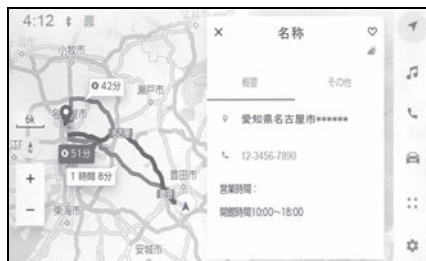 4:12
小牧市
42分
瀬戸市
名古屋
6k
51分
1 時間 8分
豊田市
東海市
安城市
+
−
×
名称
概要
その他
愛知県名古屋市******
12-3456-7890
営業時間：
開館時間10:00～18:00